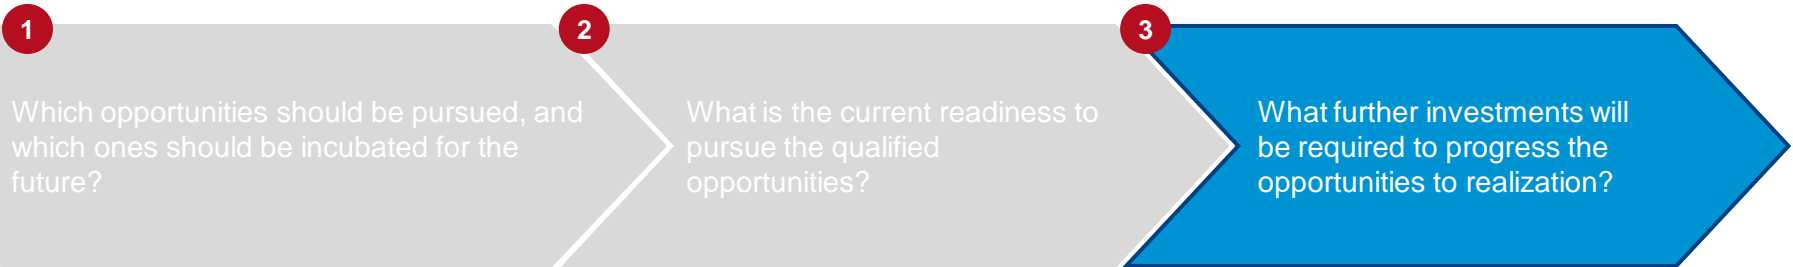 1
Which opportunities should be pursued, and
which ones should be incubated for the
future?
2
What is the current readiness to
pursue the qualified
opportunities?
3
What further investments will
be required to progress the
opportunities to realization?